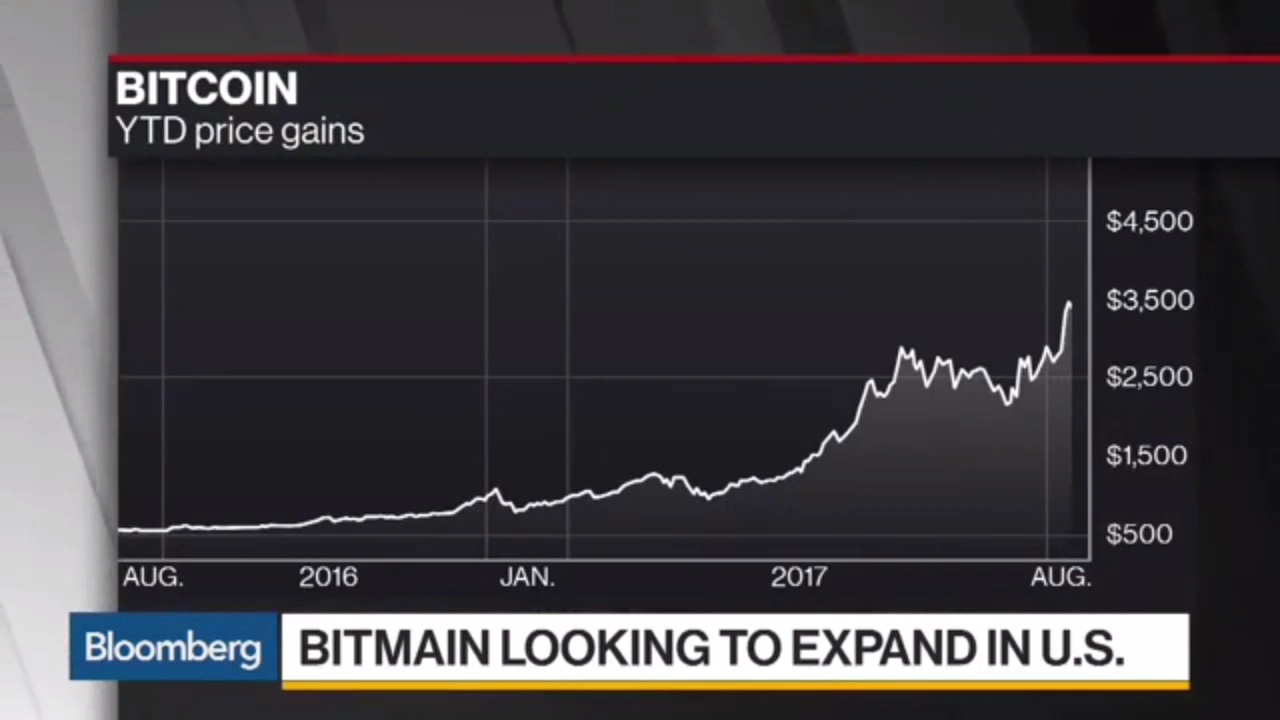 BITCOIN
YTD price gains
$4,500
$3,500
$2,500
$1,500
$500
AUG. 2016 JAN. 2017 AUG.
Bloomberg BITMAIN LOOKING TO EXPAND IN U.S.